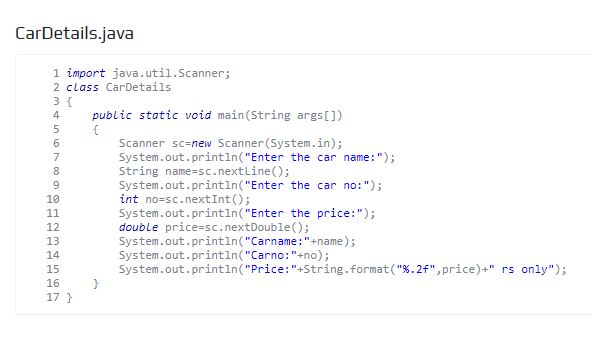 CarDetails.java
1 import java.util.Scanner;
2 class CarDetails
3 {
4     public static void main(String args[])
5     {
6         Scanner sc=new Scanner(System.in);
7         System.out.println("Enter the car name:");
8         String name=sc.nextLine();
9         System.out.println("Enter the car no:");
10         int no=sc.nextInt();
11         System.out.println("Enter the price:");
12         double price=sc.nextDouble();
13         System.out.println("Carname:"+name);
14         System.out.println("Carno:"+no);
15         System.out.println("Price:"+String.format("%.2f",price)+" rs only");
16     }
17 }